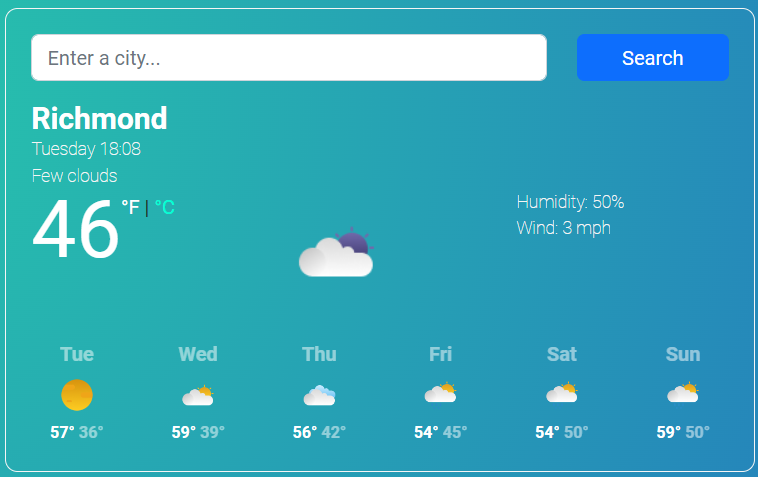 Enter a city...
Search
Richmond
Tuesday 18:08
Few clouds
46 °F | °C
Humidity: 50%
Wind: 3 mph
Tue Wed Thu Fri Sat Sun
57° 36° 59° 39° 56° 42° 54° 45° 54° 50° 59° 50°